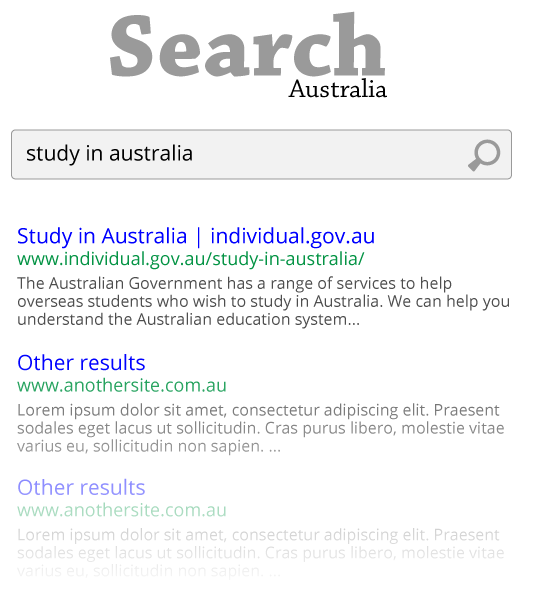 Search
Australia
study in australia
Study in Australia | individual.gov.au
www.individual.gov.au/study-in-australia/
The Australian Government has a range of services to help
overseas students who wish to study in Australia. We can help you
understand the Australian education system...
Other results
www.anothersite.com.au
Lorem ipsum dolor sit amet, consectetur adipiscing elit. Praesent
sodales eget lacus ut sollicitudin. Cras purus libero, molestie vitae
varius eu, sollicitudin non sapien. ...
Other results
www.anothersite.com.au
Lorem ipsum dolor sit amet, consectetur adipiscing elit. Praesent
sodales eget lacus ut sollicitudin. Cras purus libero, molestie vitae
varius eu, sollicitudin non sapien. ...